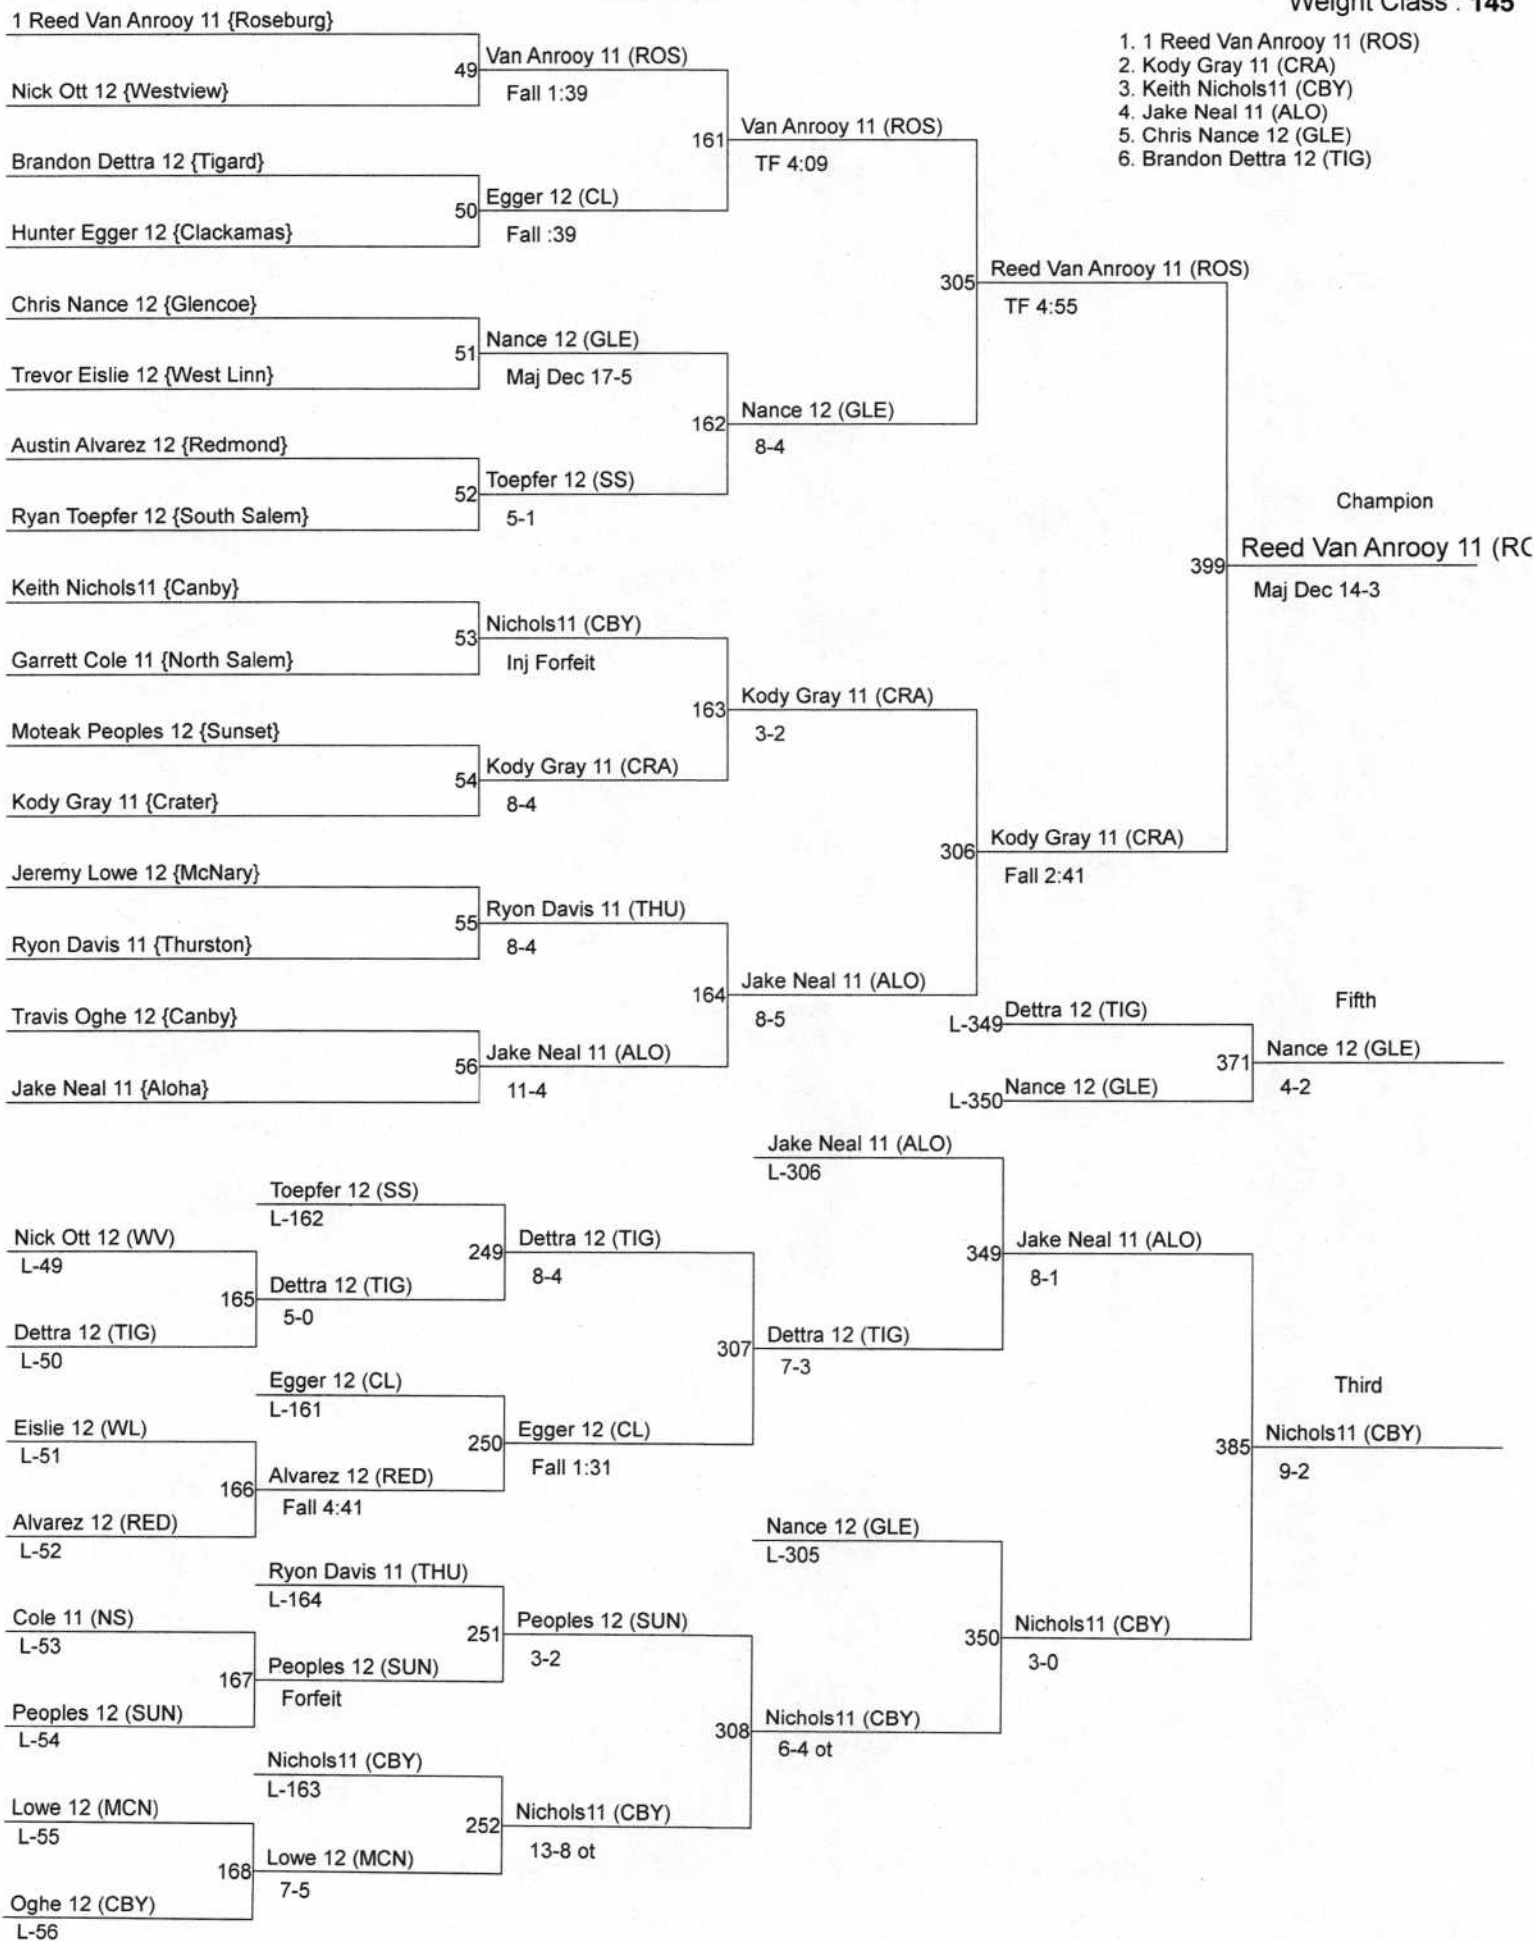 Weight Class : 145
1. 1 Reed Van Anrooy 11 (ROS)
2. Kody Gray 11 (CRA)
3. Keith Nichols11 (CBY)
4. Jake Neal 11 (ALO)
5. Chris Nance 12 (GLE)
6. Brandon Dettra 12 (TIG)
1 Reed Van Anrooy 11 {Roseburg}
49 Van Anrooy 11 (ROS)
Nick Ott 12 {Westview}
Fall 1:39
161 Van Anrooy 11 (ROS)
TF 4:09
Brandon Dettra 12 {Tigard}
50 Egger 12 (CL)
Hunter Egger 12 {Clackamas}
Fall :39
305 Reed Van Anrooy 11 (ROS)
TF 4:55
Chris Nance 12 {Glencoe}
51 Nance 12 (GLE)
Trevor Eislie 12 {West Linn}
Maj Dec 17-5
162 Nance 12 (GLE)
8-4
Austin Alvarez 12 {Redmond}
52 Toepfer 12 (SS)
Ryan Toepfer 12 {South Salem}
5-1
Champion
399 Reed Van Anrooy 11 (RO
Maj Dec 14-3
Keith Nichols11 {Canby}
53 Nichols11 (CBY)
Garrett Cole 11 {North Salem}
Inj Forfeit
163 Kody Gray 11 (CRA)
3-2
Moteak Peoples 12 {Sunset}
54 Kody Gray 11 (CRA)
Kody Gray 11 {Crater}
8-4
306 Kody Gray 11 (CRA)
Fall 2:41
Jeremy Lowe 12 {McNary}
55 Ryon Davis 11 (THU)
Ryon Davis 11 {Thurston}
8-4
164 Jake Neal 11 (ALO)
8-5
Travis Oghe 12 {Canby}
56 Jake Neal 11 (ALO)
Jake Neal 11 {Aloha}
11-4
Fifth
L-349 Dettra 12 (TIG)
371 Nance 12 (GLE)
4-2
L-350 Nance 12 (GLE)
Jake Neal 11 (ALO)
L-306
Toepfer 12 (SS)
L-162
Nick Ott 12 (WV)
L-49
249 Dettra 12 (TIG)
8-4
349 Jake Neal 11 (ALO)
8-1
165 Dettra 12 (TIG)
5-0
Dettra 12 (TIG)
L-50
307 Dettra 12 (TIG)
7-3
Egger 12 (CL)
L-161
Third
Eislie 12 (WL)
L-51
250 Egger 12 (CL)
Fall 1:31
385 Nichols11 (CBY)
9-2
166 Alvarez 12 (RED)
Fall 4:41
Alvarez 12 (RED)
L-52
Nance 12 (GLE)
L-305
Ryon Davis 11 (THU)
L-164
Cole 11 (NS)
L-53
251 Peoples 12 (SUN)
3-2
350 Nichols11 (CBY)
3-0
167 Peoples 12 (SUN)
Forfeit
Peoples 12 (SUN)
L-54
308 Nichols11 (CBY)
6-4 ot
Nichols11 (CBY)
L-163
Lowe 12 (MCN)
L-55
252 Nichols11 (CBY)
13-8 ot
168 Lowe 12 (MCN)
7-5
Oghe 12 (CBY)
L-56